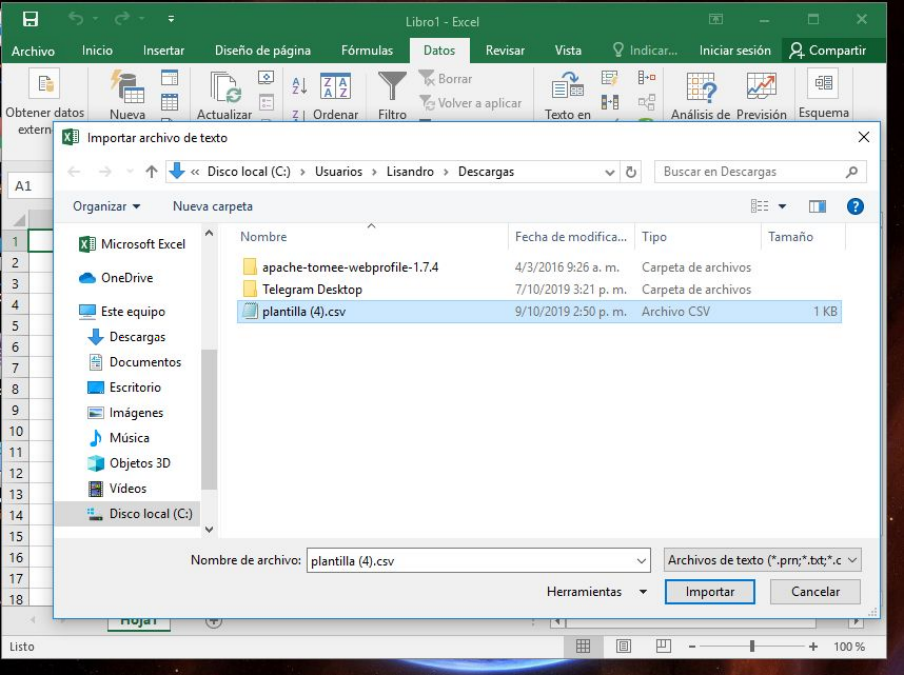 Libro1 - Excel
Archivo Inicio Insertar Diseño de página Fórmulas Datos Revisar Vista Indicar... Iniciar sesión Compartir
Borrar
Volver a aplicar
Obtener datos Nueva Actualizar Ordenar Filtro Texto en Análisis de Previsión Esquema
extern
Importar archivo de texto
« Disco local (C:) › Usuarios › Lisandro › Descargas
Buscar en Descargas
A1
Organizar Nueva carpeta
Nombre Fecha de modifica... Tipo Tamaño
apache-tomee-webprofile-1.7.4 4/3/2016 9:26 a. m. Carpeta de archivos
Telegram Desktop 7/10/2019 3:21 p. m. Carpeta de archivos
plantilla (4).csv 9/10/2019 2:50 p. m. Archivo CSV 1 KB
Microsoft Excel
OneDrive
Este equipo
Descargas
Documentos
Escritorio
Imágenes
Música
Objetos 3D
Vídeos
Disco local (C:)
1
2
3
4
5
6
7
8
9
10
11
12
13
14
15
16
17
18
Nombre de archivo: plantilla (4).csv Archivos de texto (*.prn;*.txt;*.c
Herramientas Importar Cancelar
Hoja1
Listo 100 %